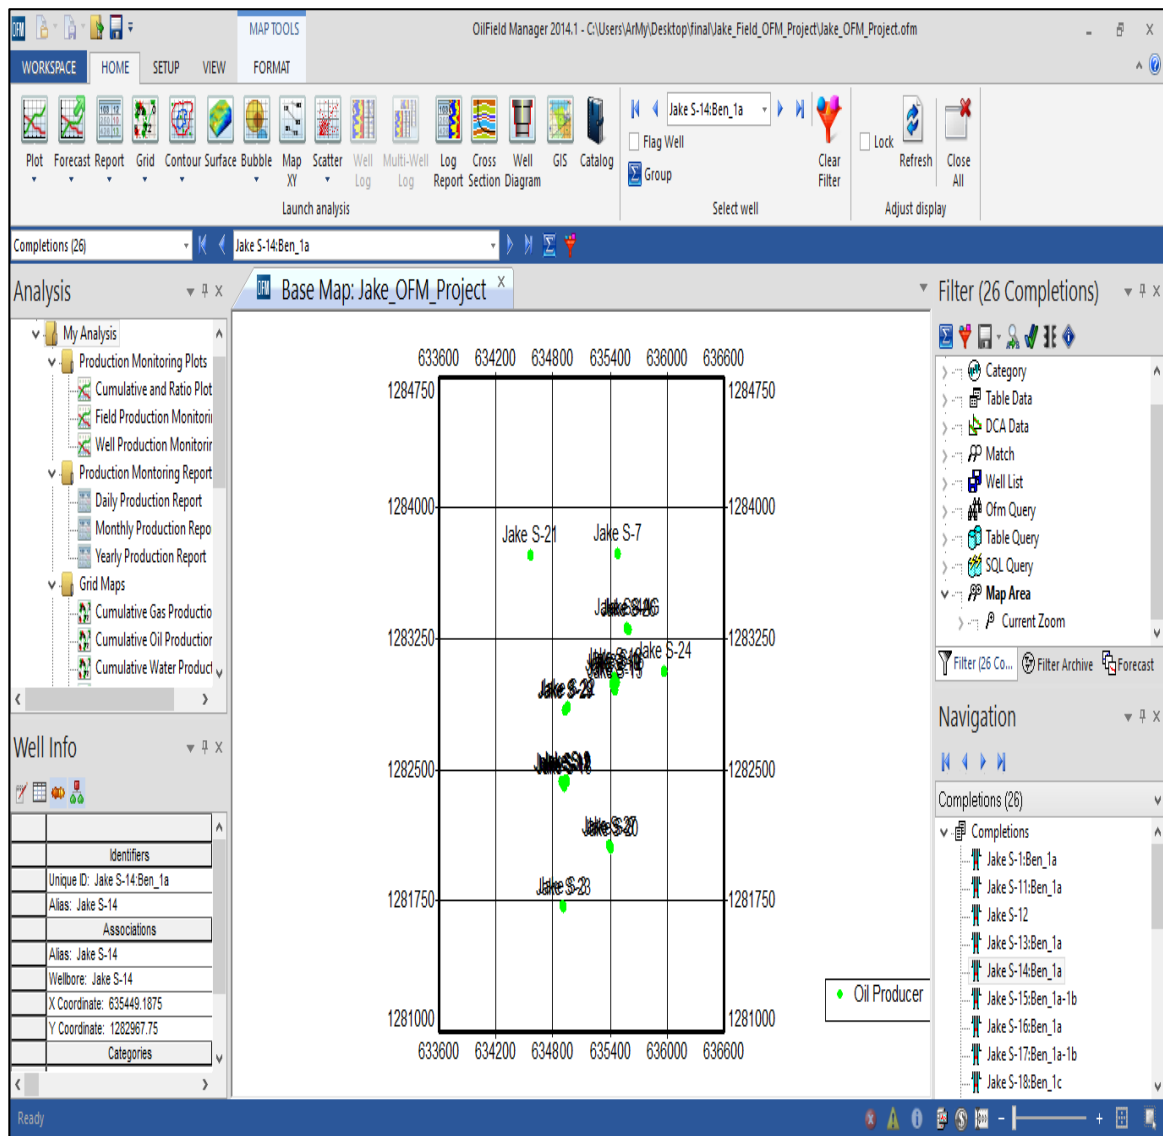 OFM
MAP TOOLS
OilField Manager 2014.1 - C:\Users\ArMy\Desktop\final\Jake_Field_OFM_Project\Jake_OFM_Project.ofm
WORKSPACE HOME SETUP VIEW FORMAT
Plot Forecast Report Grid Contour Surface Bubble Map XY Scatter Well Log Multi-Well Log Log Report Cross Section Well Diagram GIS Catalog
Launch analysis
Jake S-14:Ben_1a
Flag Well
Group
Clear Filter
Select well
Lock
Refresh
Close All
Adjust display
Completions (26)
Jake S-14:Ben_1a
Analysis
My Analysis
Production Monitoring Plots
Cumulative and Ratio Plot
Field Production Monitorin
Well Production Monitorir
Production Montoring Report
Daily Production Report
Monthly Production Repo
Yearly Production Report
Grid Maps
Cumulative Gas Productio
Cumulative Oil Production
Cumulative Water Product
Well Info
Identifiers
Unique ID: Jake S-14:Ben_1a
Alias: Jake S-14
Associations
Alias: Jake S-14
Wellbore: Jake S-14
X Coordinate: 635449.1875
Y Coordinate: 1282967.75
Categories
OFM Base Map: Jake_OFM_Project
633600 634200 634800 635400 636000 636600
1284750 1284750
1284000 1284000
Jake S-21 Jake S-7
1283250 1283250
Jake S-24
1282500 1282500
1281750 1281750
1281000 1281000
633600 634200 634800 635400 636000 636600
Oil Producer
Filter (26 Completions)
Category
Table Data
DCA Data
Match
Well List
Ofm Query
Table Query
SQL Query
Map Area
Current Zoom
Filter (26 Co... Filter Archive Forecast
Navigation
Completions (26)
Completions
Jake S-1:Ben_1a
Jake S-11:Ben_1a
Jake S-12
Jake S-13:Ben_1a
Jake S-14:Ben_1a
Jake S-15:Ben_1a-1b
Jake S-16:Ben_1a
Jake S-17:Ben_1a-1b
Jake S-18:Ben_1c
Ready